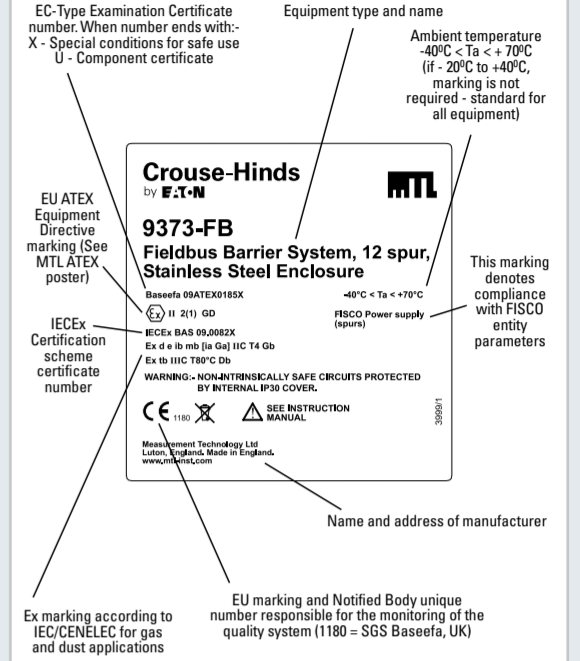 EC-Type Examination Certificate
number. When number ends with:-
X - Special conditions for safe use
U - Component certificate
Equipment type and name
Ambient temperature
-40⁰C < Ta < + 70⁰C
(if - 20⁰C to +40⁰C,
marking is not
required - standard for
all equipment)
EU ATEX
Equipment
Directive
marking (See
MTL ATEX
poster)
IECEx
Certification
scheme
certificate
number
Crouse-Hinds
by EATON
MTL
9373-FB
Fieldbus Barrier System, 12 spur,
Stainless Steel Enclosure
Baseefa 09ATEX0185X
-40°C < Ta < +70°C
Ex II 2(1) GD
FISCO Power supply
(spurs)
IECEx BAS 09.0082X
Ex d e ib mb [ia Ga] IIC T4 Gb
Ex tb IIIC T80°C Db
WARNING:- NON-INTRINSICALLY SAFE CIRCUITS PROTECTED
BY INTERNAL IP30 COVER.
CE 1180
SEE INSTRUCTION
MANUAL
3999/1
Measurement Technology Ltd
Luton, England. Made in England.
www.mtl-inst.com
This marking
denotes
compliance
with FISCO
entity
parameters
Name and address of manufacturer
Ex marking according to
IEC/CENELEC for gas
and dust applications
EU marking and Notified Body unique
number responsible for the monitoring of the
quality system (1180 = SGS Baseefa, UK)